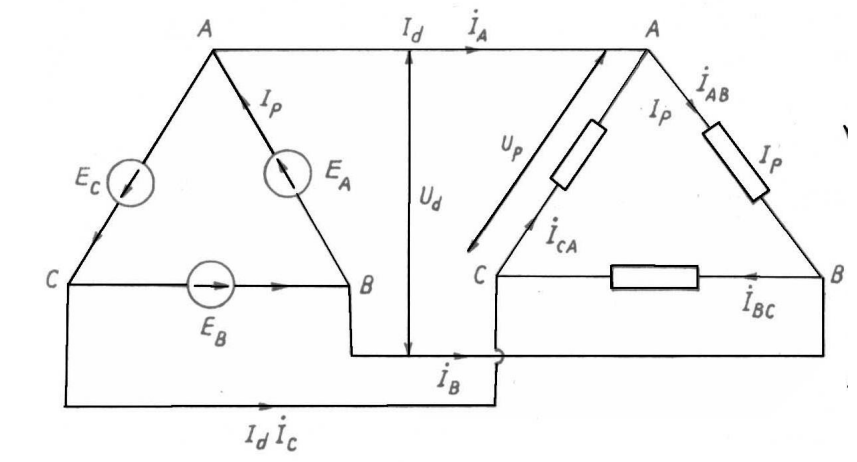 A I_d İ_A A
İ_AB
I_P I_P
E_C E_A U_P I_P
U_d
İ_CA
C B C B
E_B İ_BC
İ_B
I_d İ_C